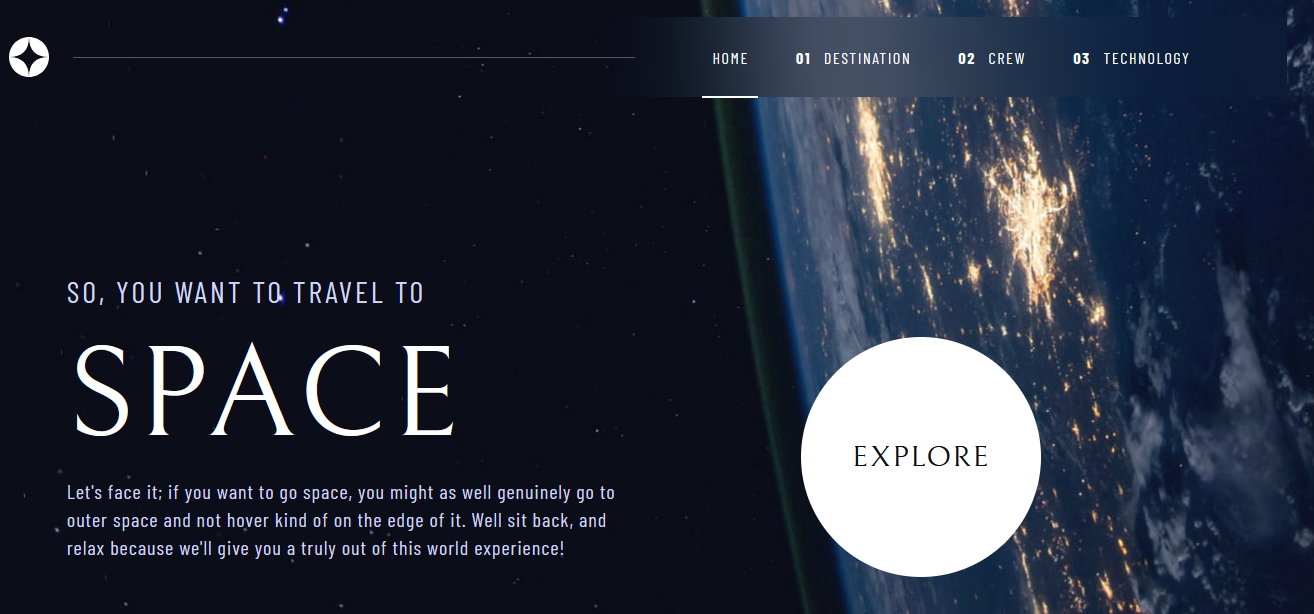 HOME 01 DESTINATION 02 CREW 03 TECHNOLOGY
SO, YOU WANT TO TRAVEL TO
SPACE
Let's face it; if you want to go space, you might as well genuinely go to
outer space and not hover kind of on the edge of it. Well sit back, and
relax because we'll give you a truly out of this world experience!
EXPLORE